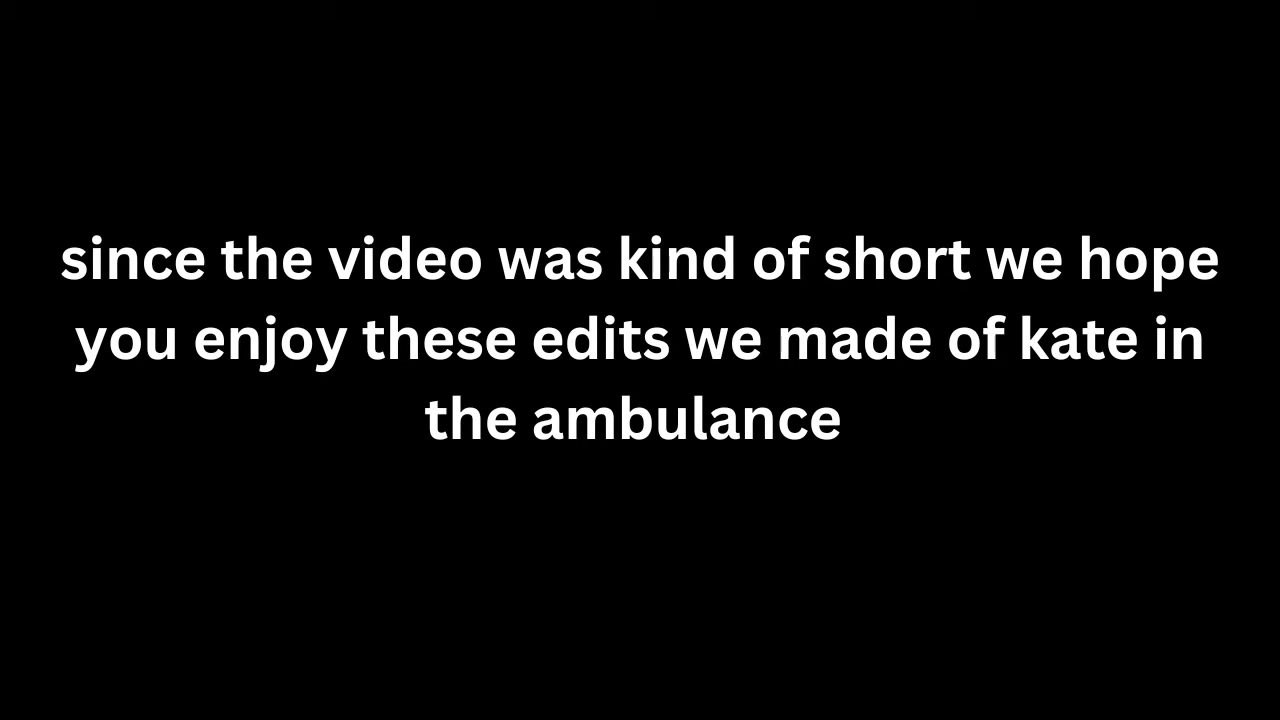 since the video was kind of short we hope
you enjoy these edits we made of kate in
the ambulance